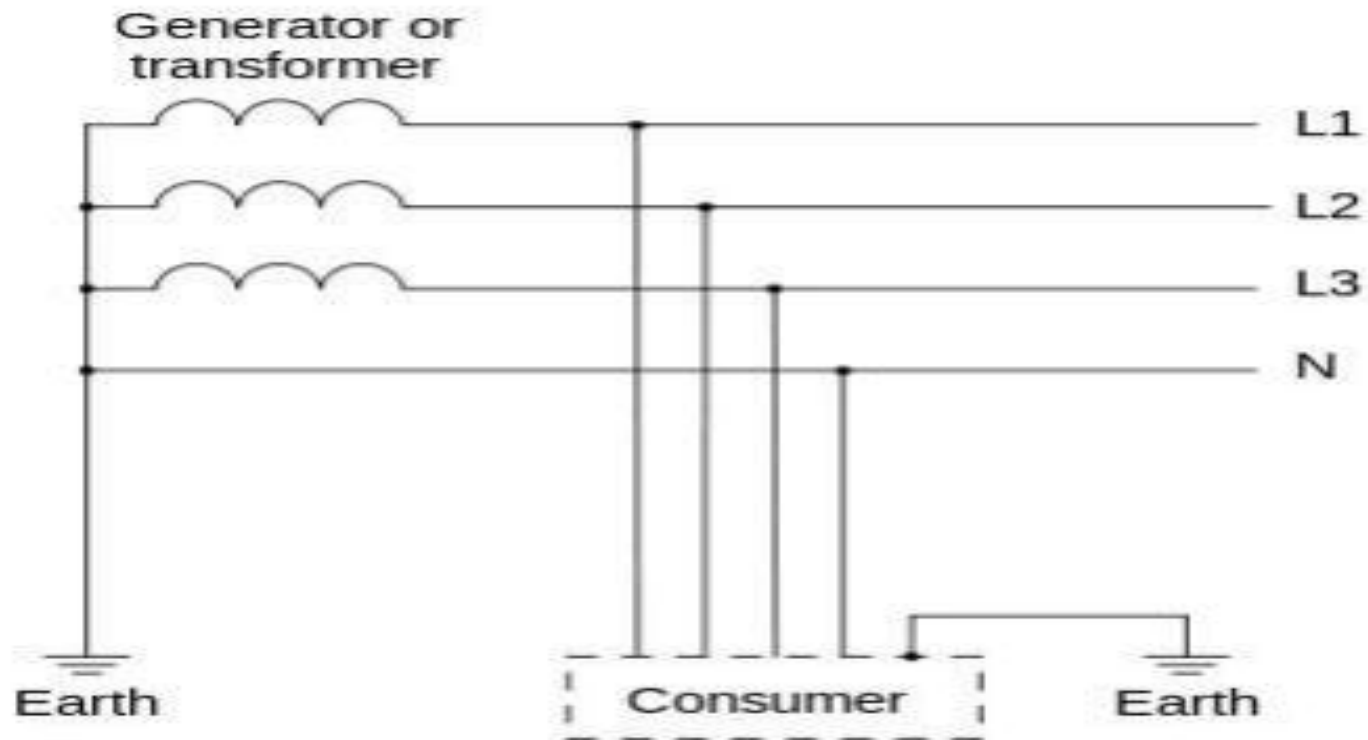 Generator or
transformer
L1
L2
L3
N
Earth
Consumer
Earth